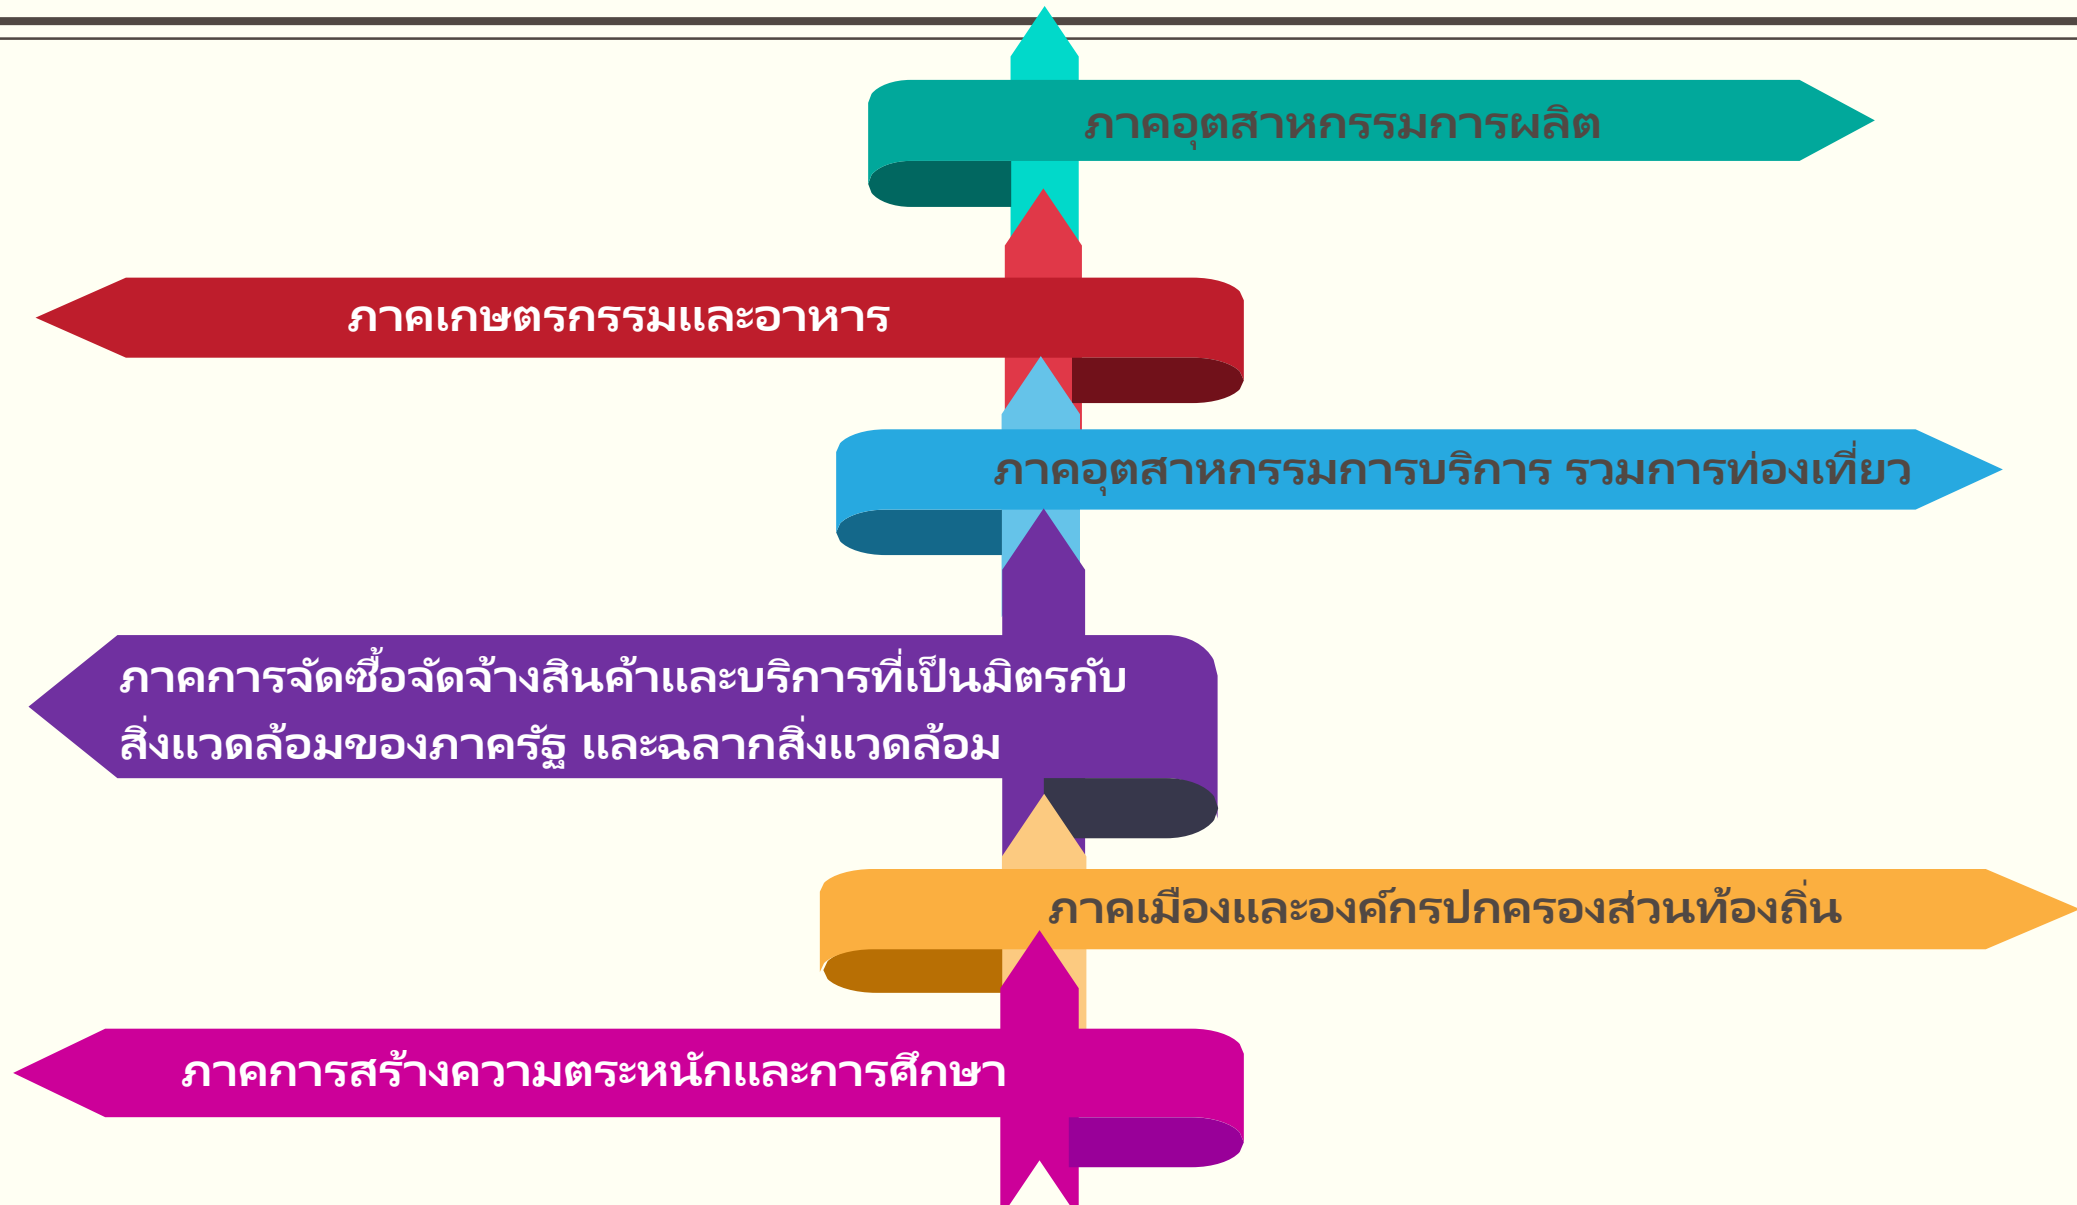 ภาคอุตสาหกรรมการผลิต
ภาคเกษตรกรรมและอาหาร
ภาคอุตสาหกรรมการบริการ รวมการท่องเที่ยว
ภาคการจัดซื้อจัดจ้างสินค้าและบริการที่เป็นมิตรกับ
สิ่งแวดล้อมของภาครัฐ และฉลากสิ่งแวดล้อม
ภาคเมืองและองค์กรปกครองส่วนท้องถิ่น
ภาคการสร้างความตระหนักและการศึกษา